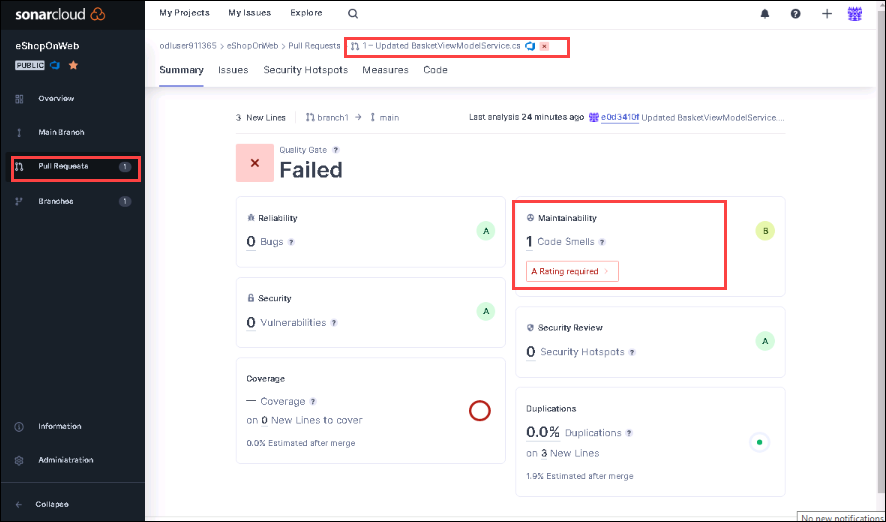 sonarcloud
My Projects My Issues Explore
eShopOnWeb
PUBLIC
Overview
Main Branch
Pull Requests 1
Branches 1
Information
Administration
Collapse
odluser911365 > eShopOnWeb > Pull Requests 1 – Updated BasketViewModelService.cs
Summary Issues Security Hotspots Measures Code
3 New Lines branch1 → main
Last analysis 24 minutes ago e0d3410f Updated BasketViewModelService....
Quality Gate ?
Failed
Reliability
0 Bugs ?
A
Maintainability
1 Code Smells ?
B
A Rating required >
Security
0 Vulnerabilities ?
A
Security Review
0 Security Hotspots ?
A
Coverage
— Coverage ?
on 0 New Lines to cover
0.0% Estimated after merge
Duplications
0.0% Duplications ?
on 3 New Lines
1.9% Estimated after merge
No new notifications